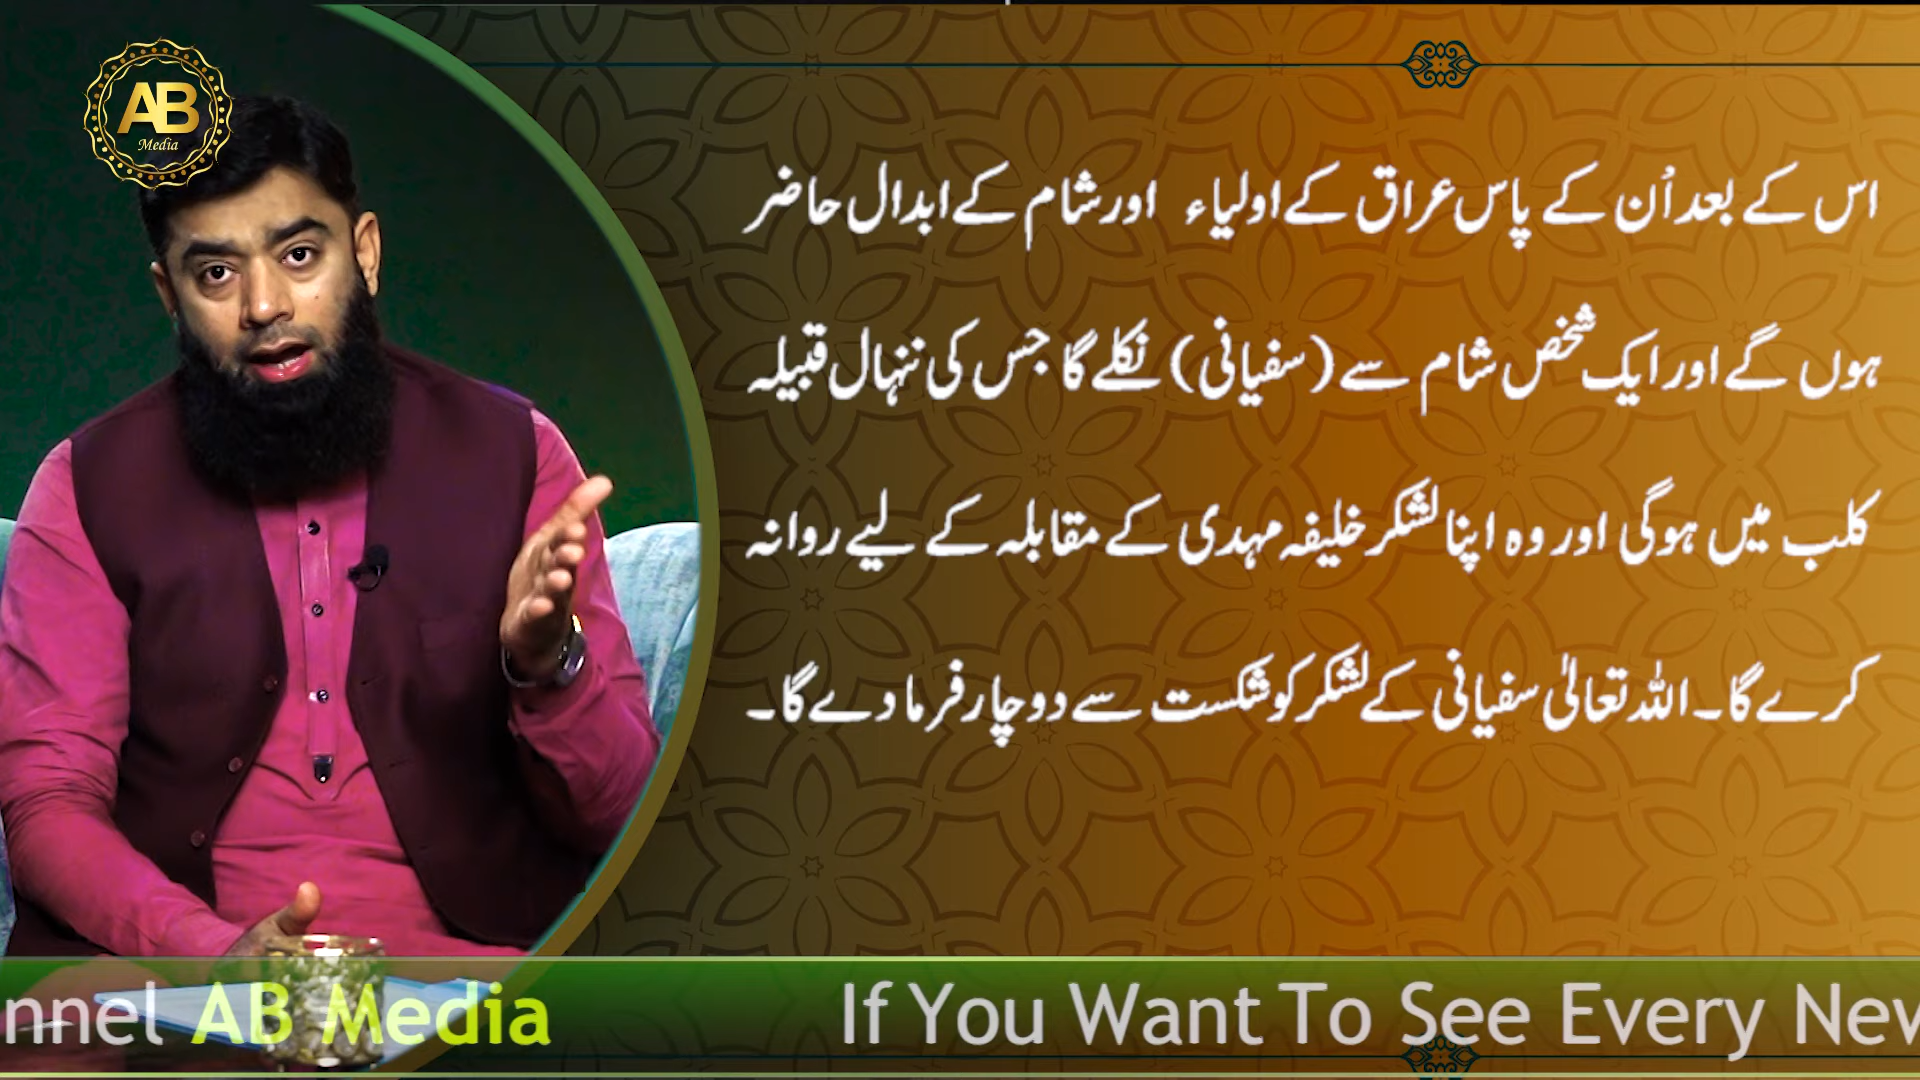 AB
Media
اس کے بعد اُن کے پاس عراق کے اولیاء اور شام کے ابدال حاضر
ہوں گے اور ایک شخص شام سے (سفیانی) نکلے گا جس کی ننہال قبیلہ
کلب میں ہوگی اور وہ اپنا لشکر خلیفہ مہدی کے مقابلہ کے لیے روانہ
کرے گا۔ اللہ تعالیٰ سفیانی کے لشکر کو شکست سے دوچار فرما دے گا۔
nnel AB Media If You Want To See Every New